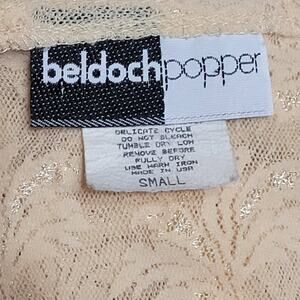 beldochpopper
DELICATE CYCLE
DO NOT BLEACH
TUMBLE DRY LOW
REMOVE BEFORE
FULLY DRY
USE WARM IRON
MADE IN USA
SMALL